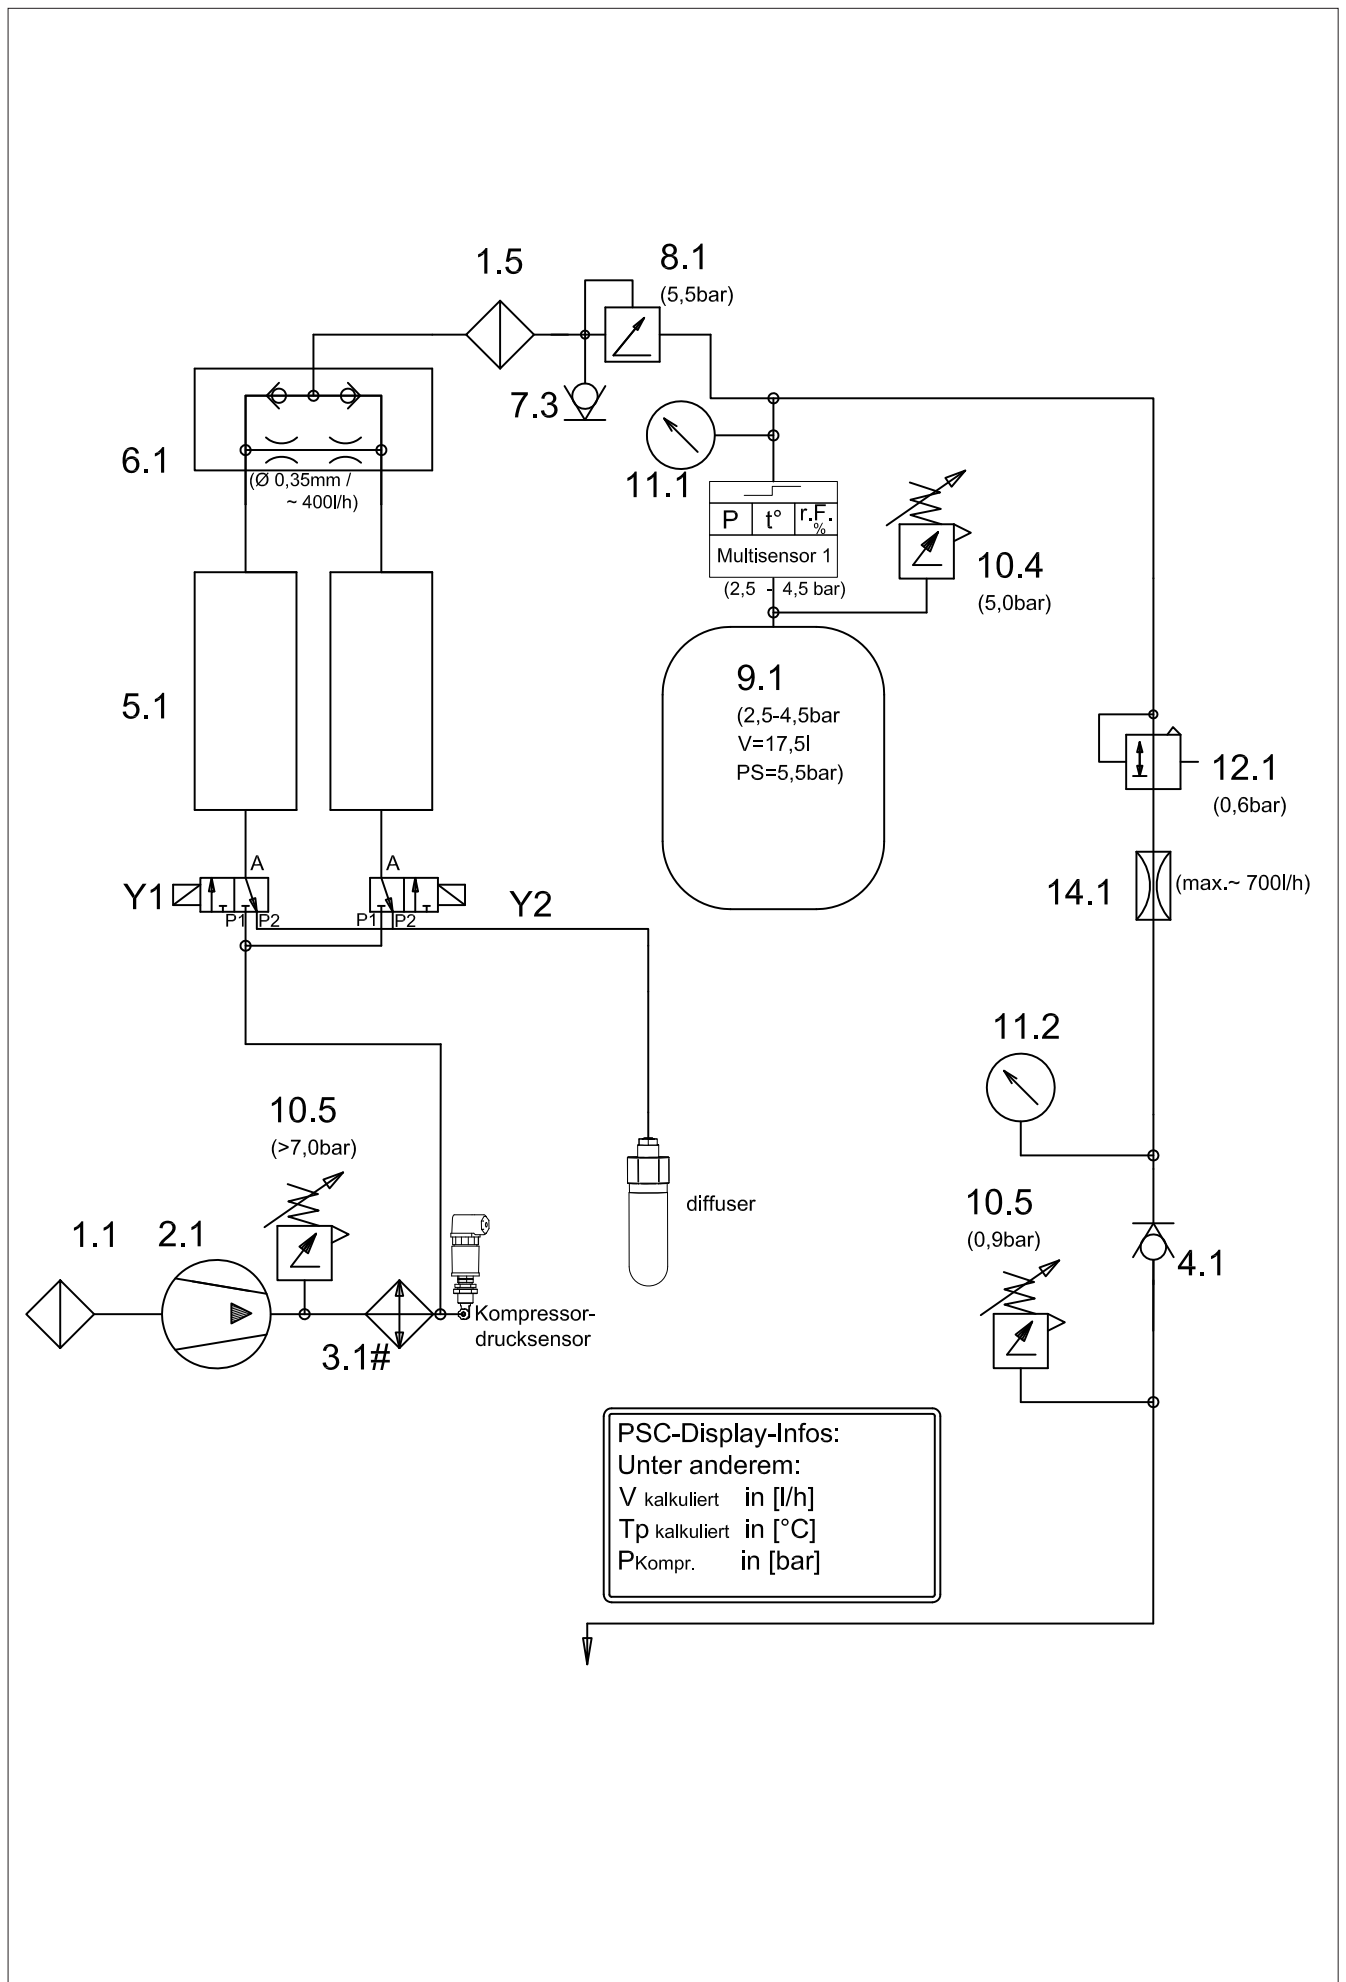 1.5
8.1
(5,5bar)
7.3
6.1
(Ø 0,35mm /
~ 400l/h)
11.1
P t° r.F.
%
Multisensor 1
(2,5 - 4,5 bar)
10.4
(5,0bar)
5.1
9.1
(2,5-4,5bar
V=17,5l
PS=5,5bar)
12.1
(0,6bar)
A A
Y1
P1 P2 P1 P2
Y2
14.1
(max.~ 700l/h)
11.2
10.5
(>7,0bar)
diffuser
10.5
(0,9bar)
4.1
1.1 2.1
3.1#
Kompressor-
drucksensor
PSC-Display-Infos:
Unter anderem:
V kalkuliert in [l/h]
Tp kalkuliert in [°C]
PKompr. in [bar]